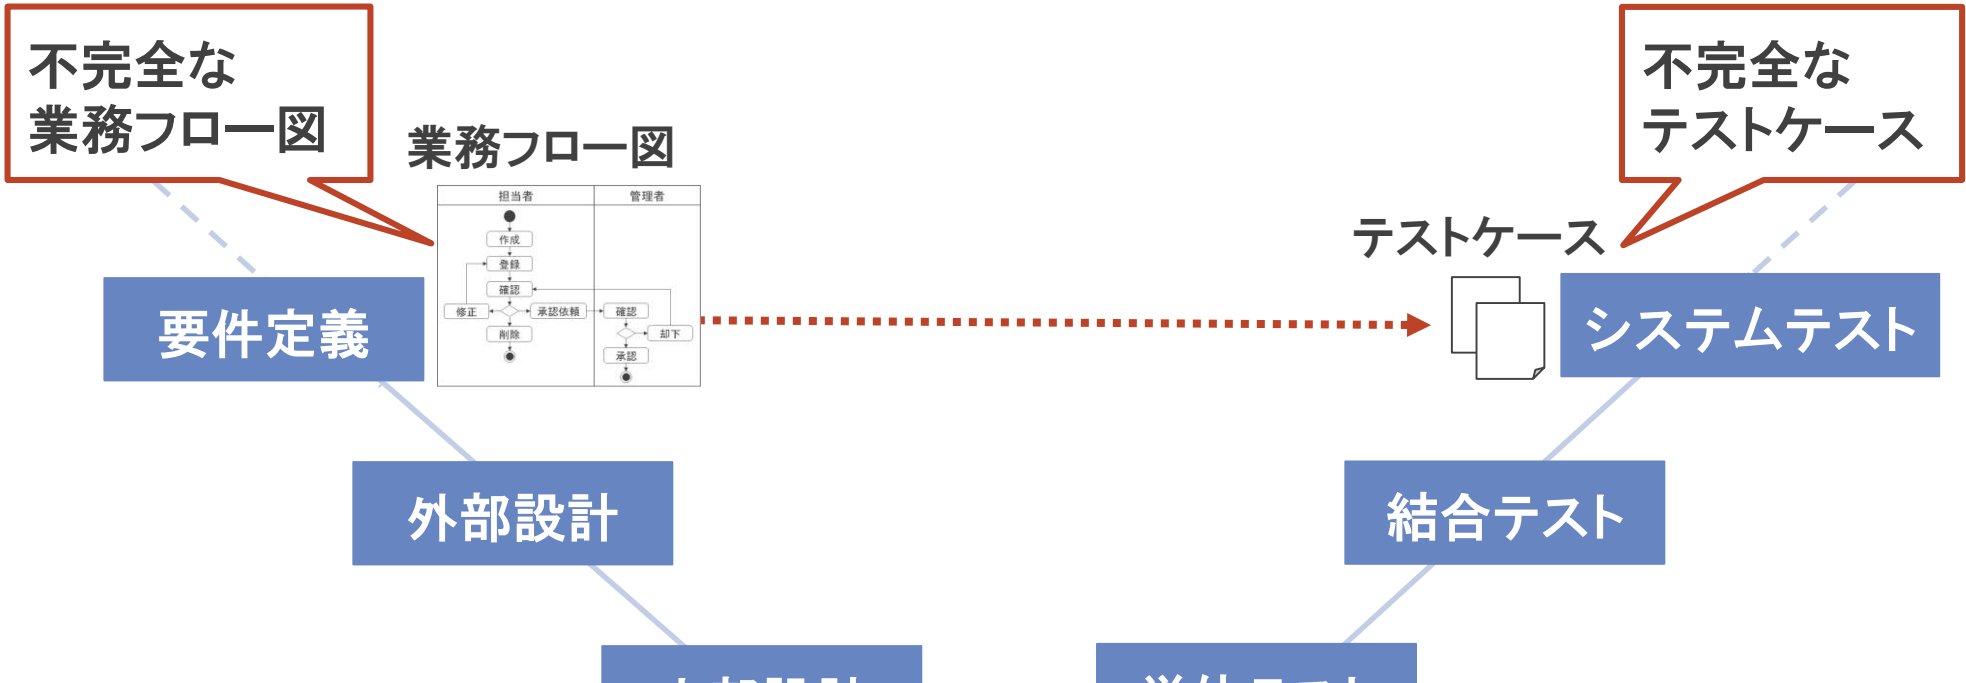 不完全な
業務フロー図
不完全な
テストケース
業務フロー図
担当者
管理者
作成
登録
確認
修正
承認依頼
確認
削除
却下
承認
テストケース
要件定義
システムテスト
外部設計
結合テスト